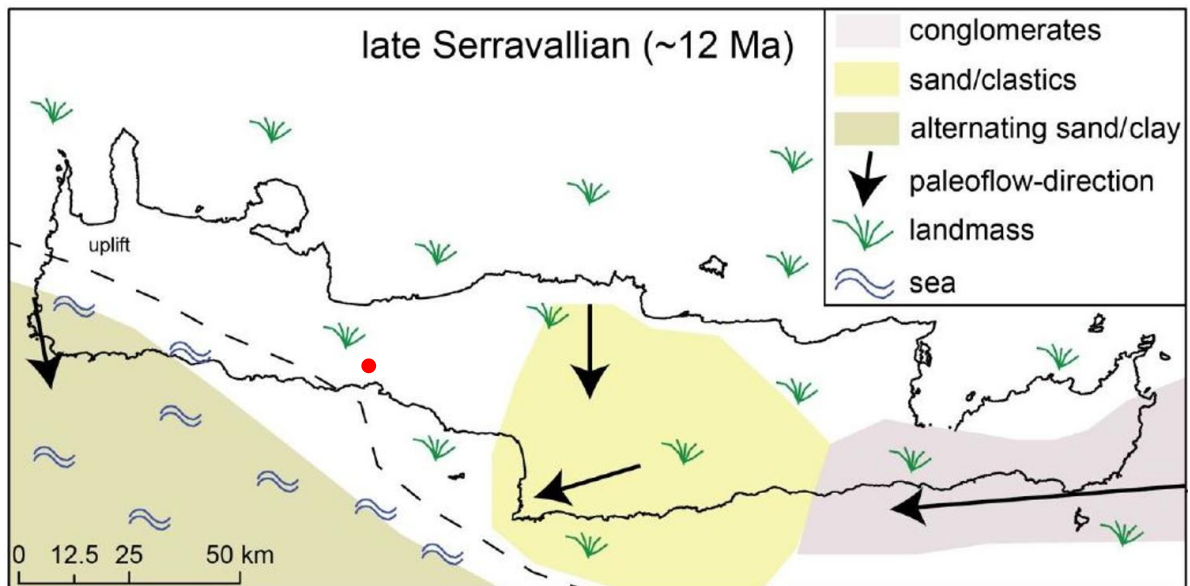 late Serravallian (~12 Ma)
conglomerates
sand/clastics
alternating sand/clay
paleoflow-direction
landmass
sea
uplift
0 12.5 25 50 km